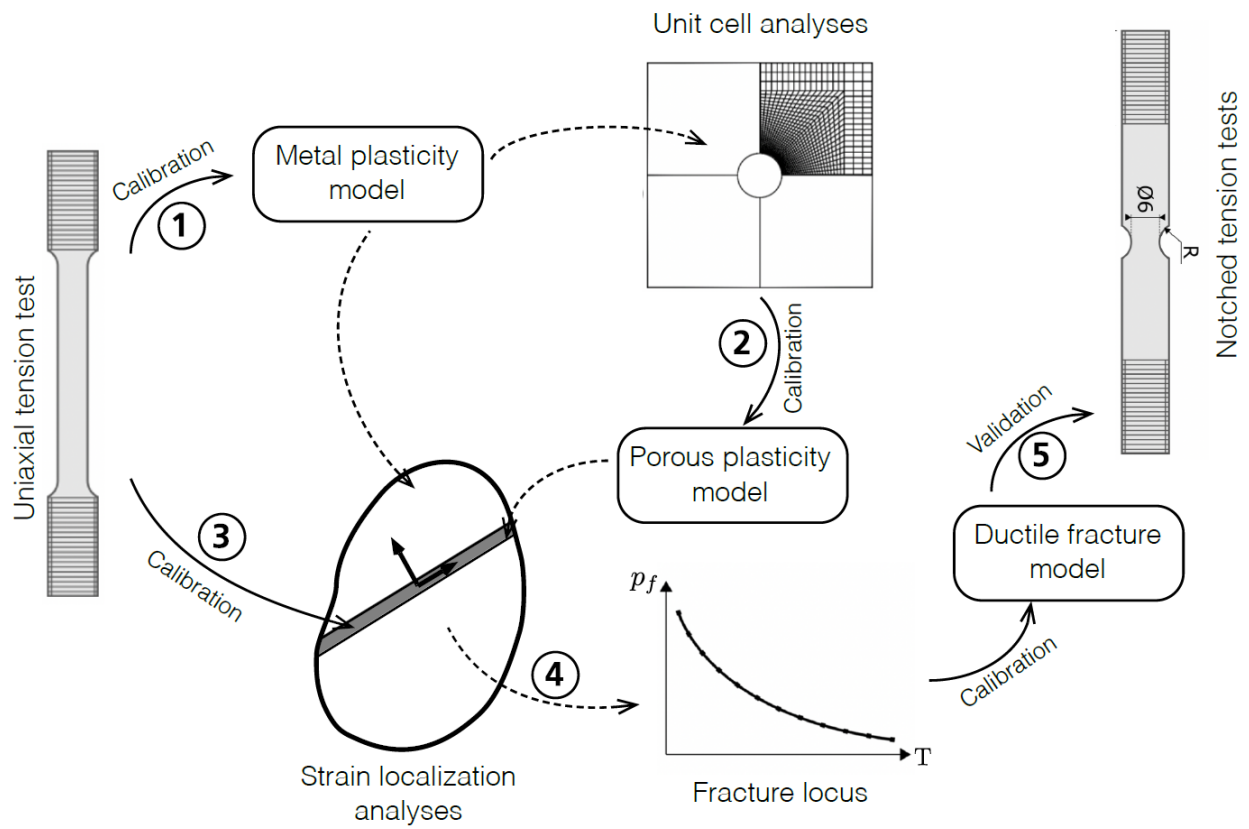 Unit cell analyses
Calibration
1
Metal plasticity
model
Uniaxial tension test
2
Calibration
Ø6
R
Notched tension tests
Porous plasticity
model
Validation
5
3
Calibration
Ductile fracture
model
4
p_f
T
Calibration
Strain localization
analyses
Fracture locus